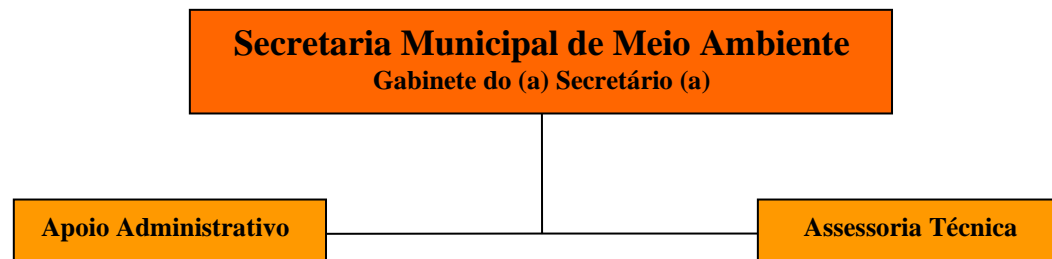 Secretaria Municipal de Meio Ambiente
Gabinete do (a) Secretário (a)
Apoio Administrativo
Assessoria Técnica